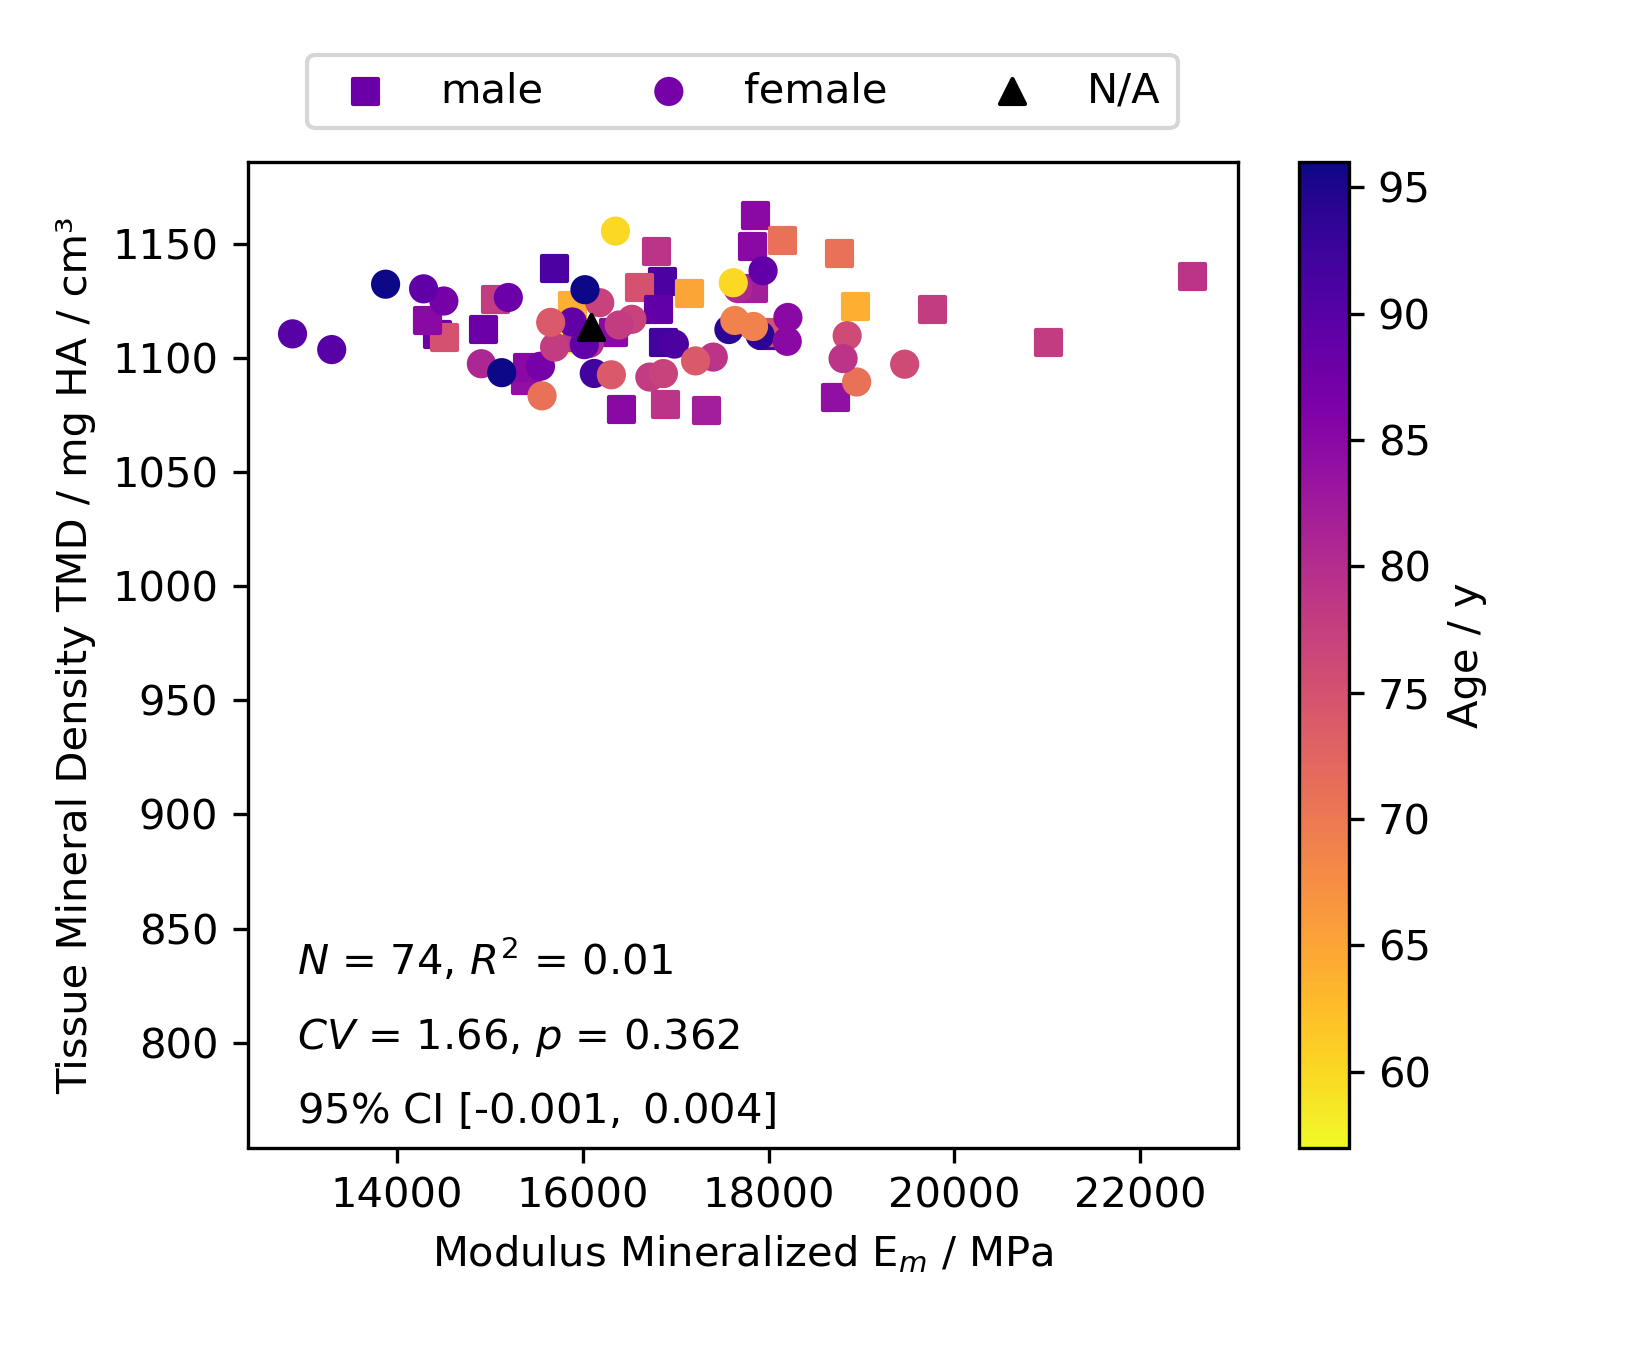 male female N/A
Tissue Mineral Density TMD / mg HA / cm³
1150
1100
1050
1000
950
900
850
800
N = 74, R² = 0.01
CV = 1.66, p = 0.362
95% CI [-0.001, 0.004]
14000 16000 18000 20000 22000
Modulus Mineralized Eₘ / MPa
95
90
85
80
75
70
65
60
Age / y